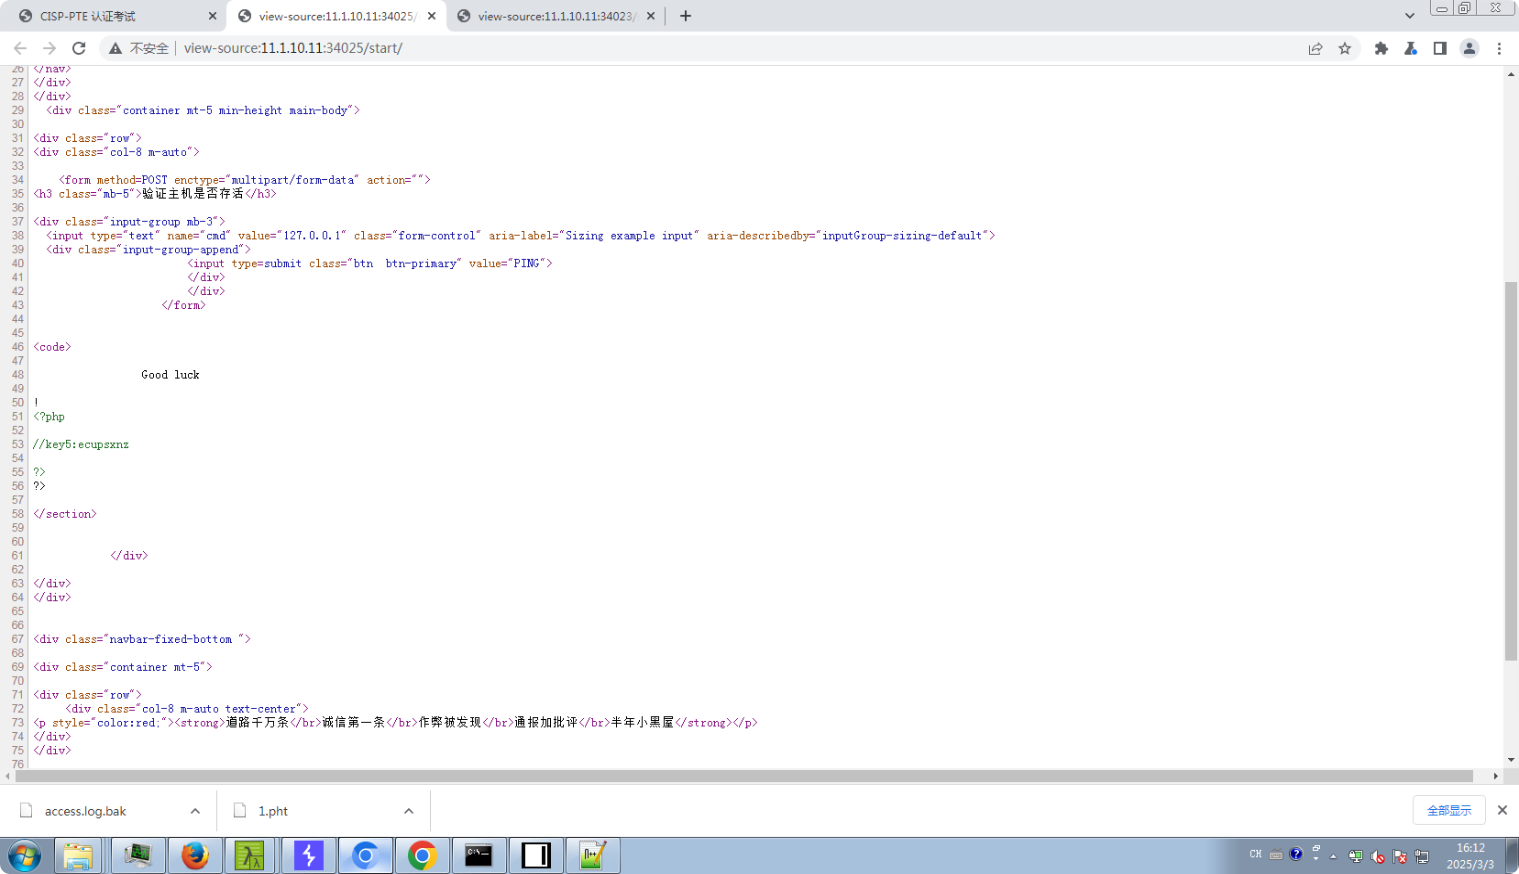 CISP-PTE 认证考试
view-source:11.1.10.11:34025/
view-source:11.1.10.11:34023/
不安全
view-source:11.1.10.11:34025/start/
26 </nav>
27 </div>
28 </div>
29 <div class="container mt-5 min-height main-body">
30
31 <div class="row">
32 <div class="col-8 m-auto">
33
34 <form method=POST enctype="multipart/form-data" action="">
35 <h3 class="mb-5">验证主机是否存活</h3>
36
37 <div class="input-group mb-3">
38 <input type="text" name="cmd" value="127.0.0.1" class="form-control" aria-label="Sizing example input" aria-describedby="inputGroup-sizing-default">
39 <div class="input-group-append">
40 <input type=submit class="btn  btn-primary" value="PING">
41 </div>
42 </div>
43 </form>
44
45
46 <code>
47
48 Good luck
49
50 !
51 <?php
52
53 //key5:ecupsxnz
54
55 ?>
56 ?>
57
58 </section>
59
60
61 </div>
62
63 </div>
64 </div>
65
66
67 <div class="navbar-fixed-bottom ">
68
69 <div class="container mt-5">
70
71 <div class="row">
72 <div class="col-8 m-auto text-center">
73 <p style="color:red;"><strong>道路千万条</br>诚信第一条</br>作弊被发现</br>通报加批评</br>半年小黑屋</strong></p>
74 </div>
75 </div>
76
access.log.bak
1.pht
全部显示
CH
16:12
2025/3/3